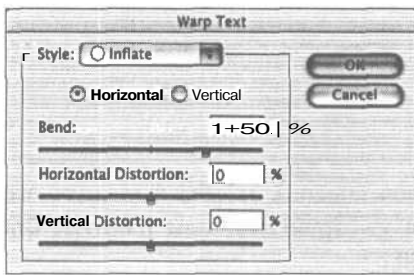 Warp Text
Style: Inflate
OK
Horizontal Vertical
Cancel
Bend: 1+50.| %
Horizontal Distortion: 0 %
Vertical Distortion: 0 %